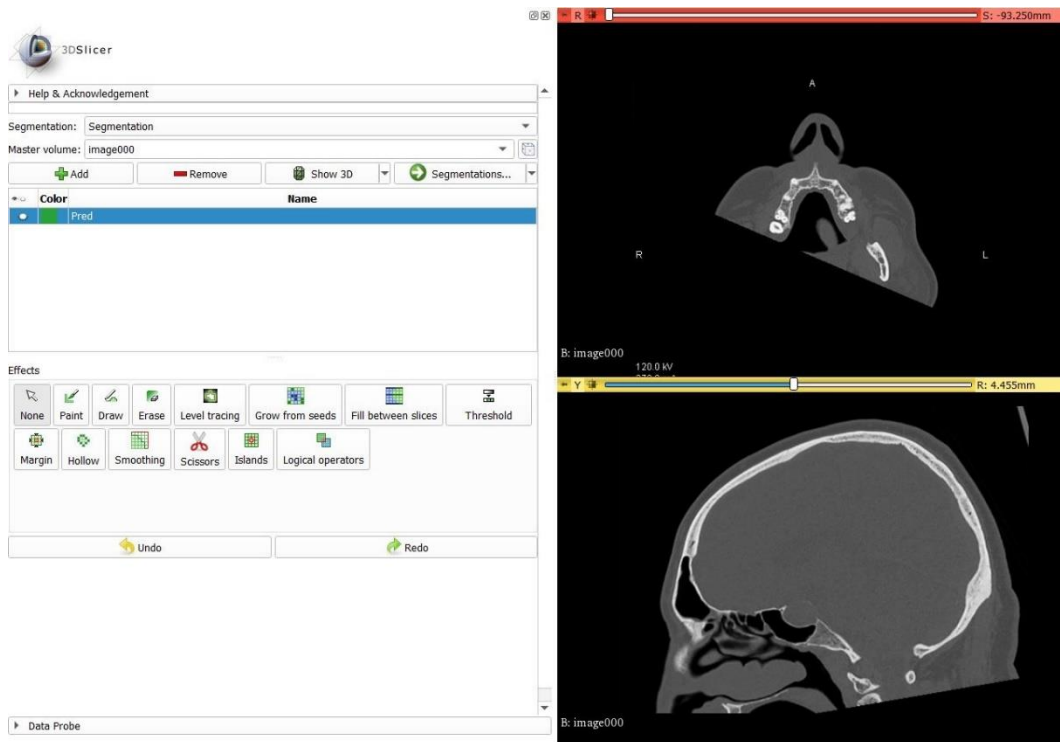 3DSlicer
Help & Acknowledgement
Segmentation: Segmentation
Master volume: image000
Add Remove Show 3D Segmentations...
Color Name
Pred
Effects
None Paint Draw Erase Level tracing Grow from seeds Fill between slices Threshold
Margin Hollow Smoothing Scissors Islands Logical operators
Undo Redo
Data Probe
R S: -93.250mm
A
R L
B: image000
120.0 kV
Y R: 4.455mm
B: image000